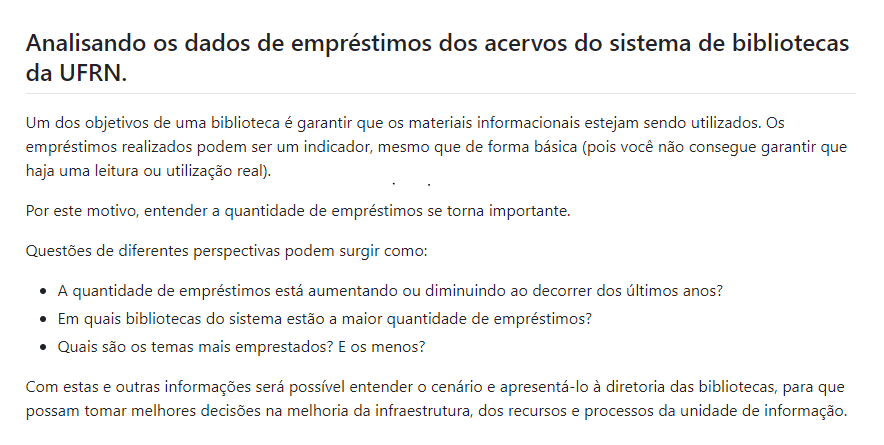 Analisando os dados de empréstimos dos acervos do sistema de bibliotecas
da UFRN.
Um dos objetivos de uma biblioteca é garantir que os materiais informacionais estejam sendo utilizados. Os
empréstimos realizados podem ser um indicador, mesmo que de forma básica (pois você não consegue garantir que
haja uma leitura ou utilização real).
Por este motivo, entender a quantidade de empréstimos se torna importante.
Questões de diferentes perspectivas podem surgir como:
• A quantidade de empréstimos está aumentando ou diminuindo ao decorrer dos últimos anos?
• Em quais bibliotecas do sistema estão a maior quantidade de empréstimos?
• Quais são os temas mais emprestados? E os menos?
Com estas e outras informações será possível entender o cenário e apresentá-lo à diretoria das bibliotecas, para que
possam tomar melhores decisões na melhoria da infraestrutura, dos recursos e processos da unidade de informação.